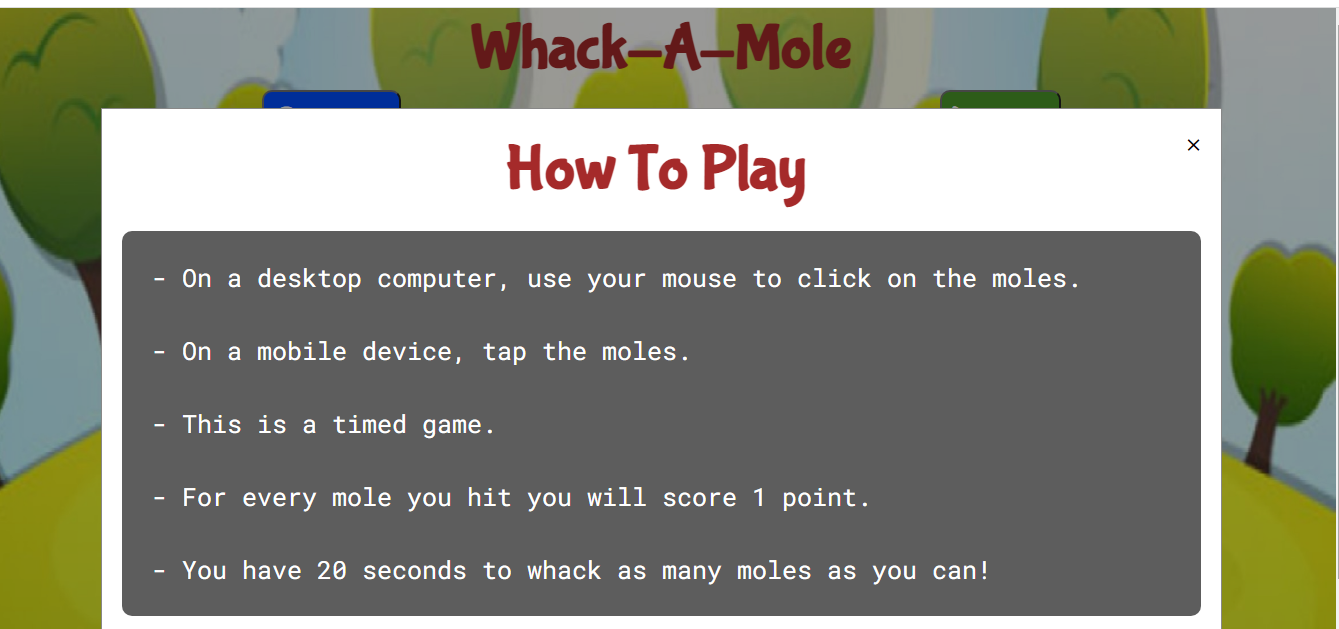 Whack-A-Mole
How To Play
×
- On a desktop computer, use your mouse to click on the moles.
- On a mobile device, tap the moles.
- This is a timed game.
- For every mole you hit you will score 1 point.
- You have 20 seconds to whack as many moles as you can!